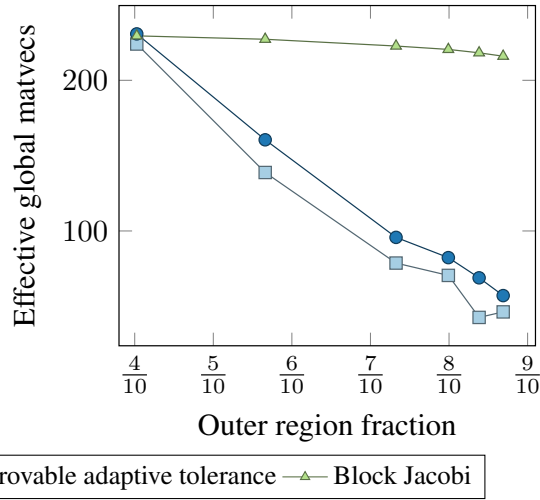 Effective global matvecs
200
100
4/10 5/10 6/10 7/10 8/10 9/10
Outer region fraction
rovable adaptive tolerance Block Jacobi